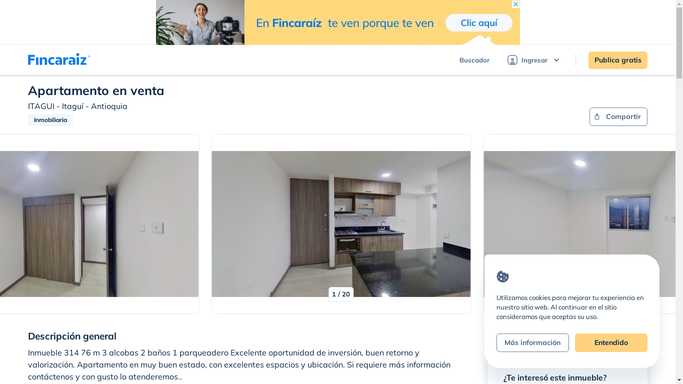 En Fincaraíz te ven porque te ven
Clic aquí
Fincaraiz
Buscador
Ingresar
Publica gratis
Apartamento en venta
ITAGUI - Itaguí - Antioquia
Inmobiliaria
Compartir
1 / 20
Utilizamos cookies para mejorar tu experiencia en
nuestro sitio web. Al continuar en el sitio
consideramos que aceptas su uso.
Más información
Entendido
Descripción general
Inmueble 314 76 m 3 alcobas 2 baños 1 parqueadero Excelente oportunidad de inversión, buen retorno y
valorización. Apartamento en muy buen estado, con excelentes espacios y ubicación. Si requiere más información
contáctenos y con gusto lo atenderemos..
¿Te interesó este inmueble?